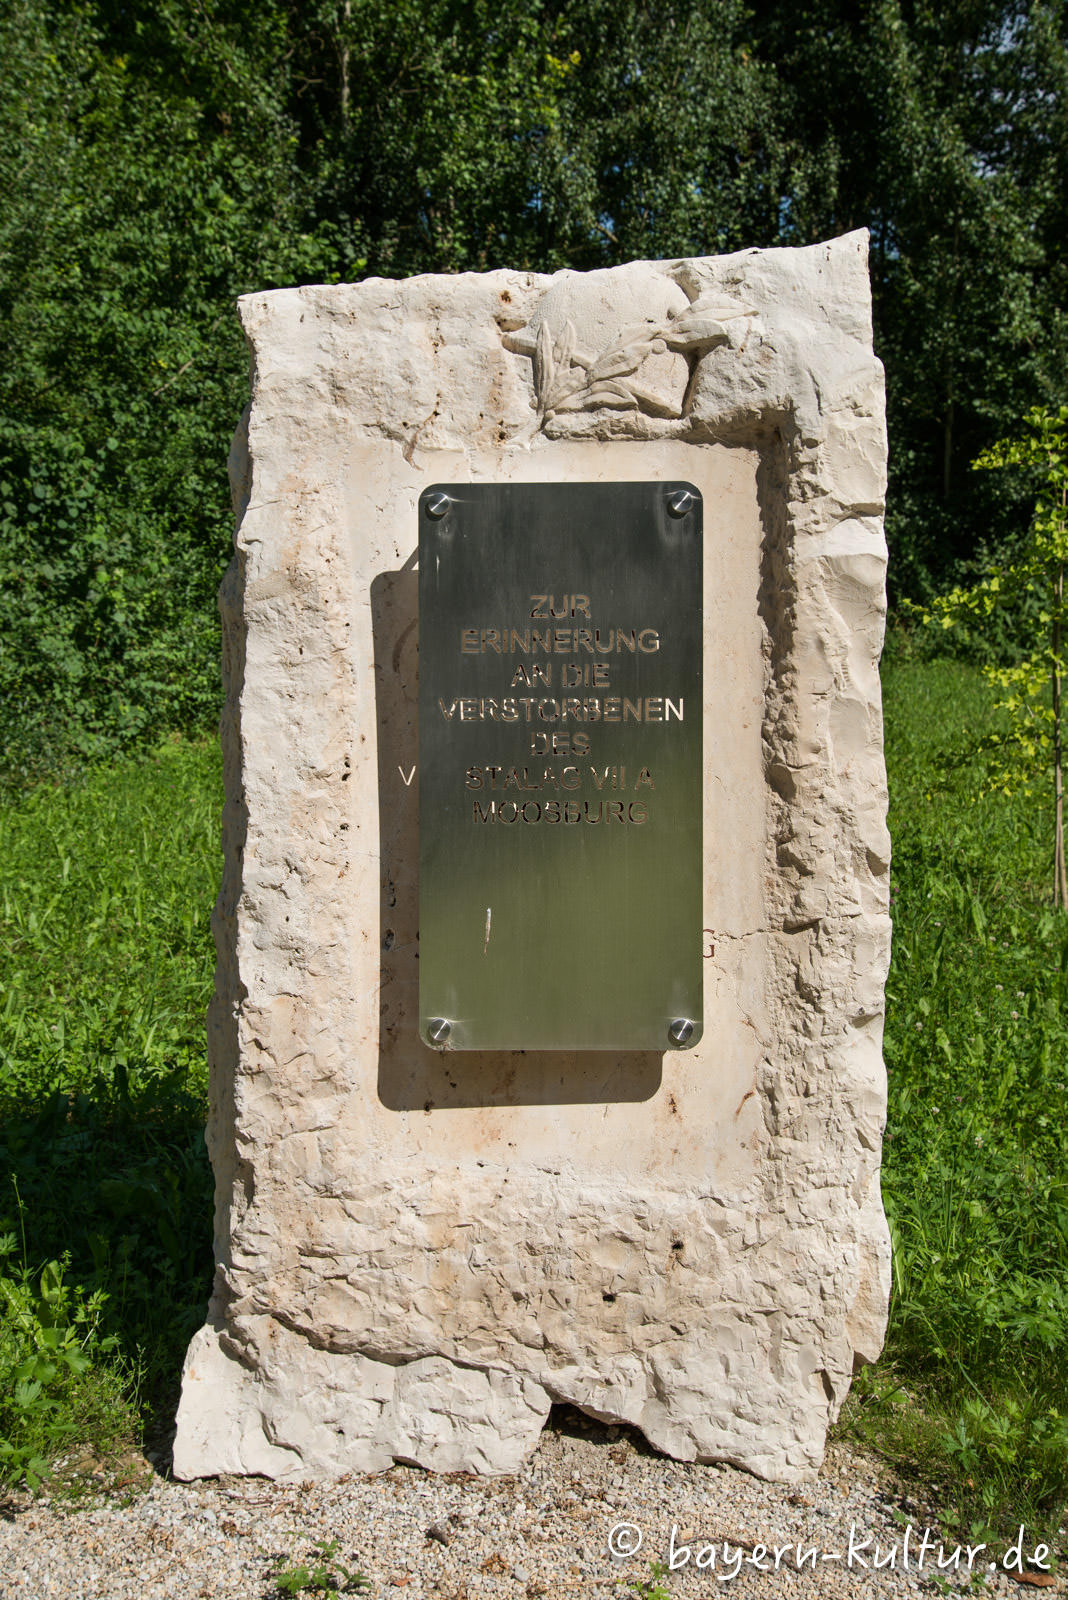 ZUR
ERINNERUNG
AN DIE
VERSTORBENEN
DES
STALAG VII A
MOOSBURG
V
G
© bayern-kultur.de